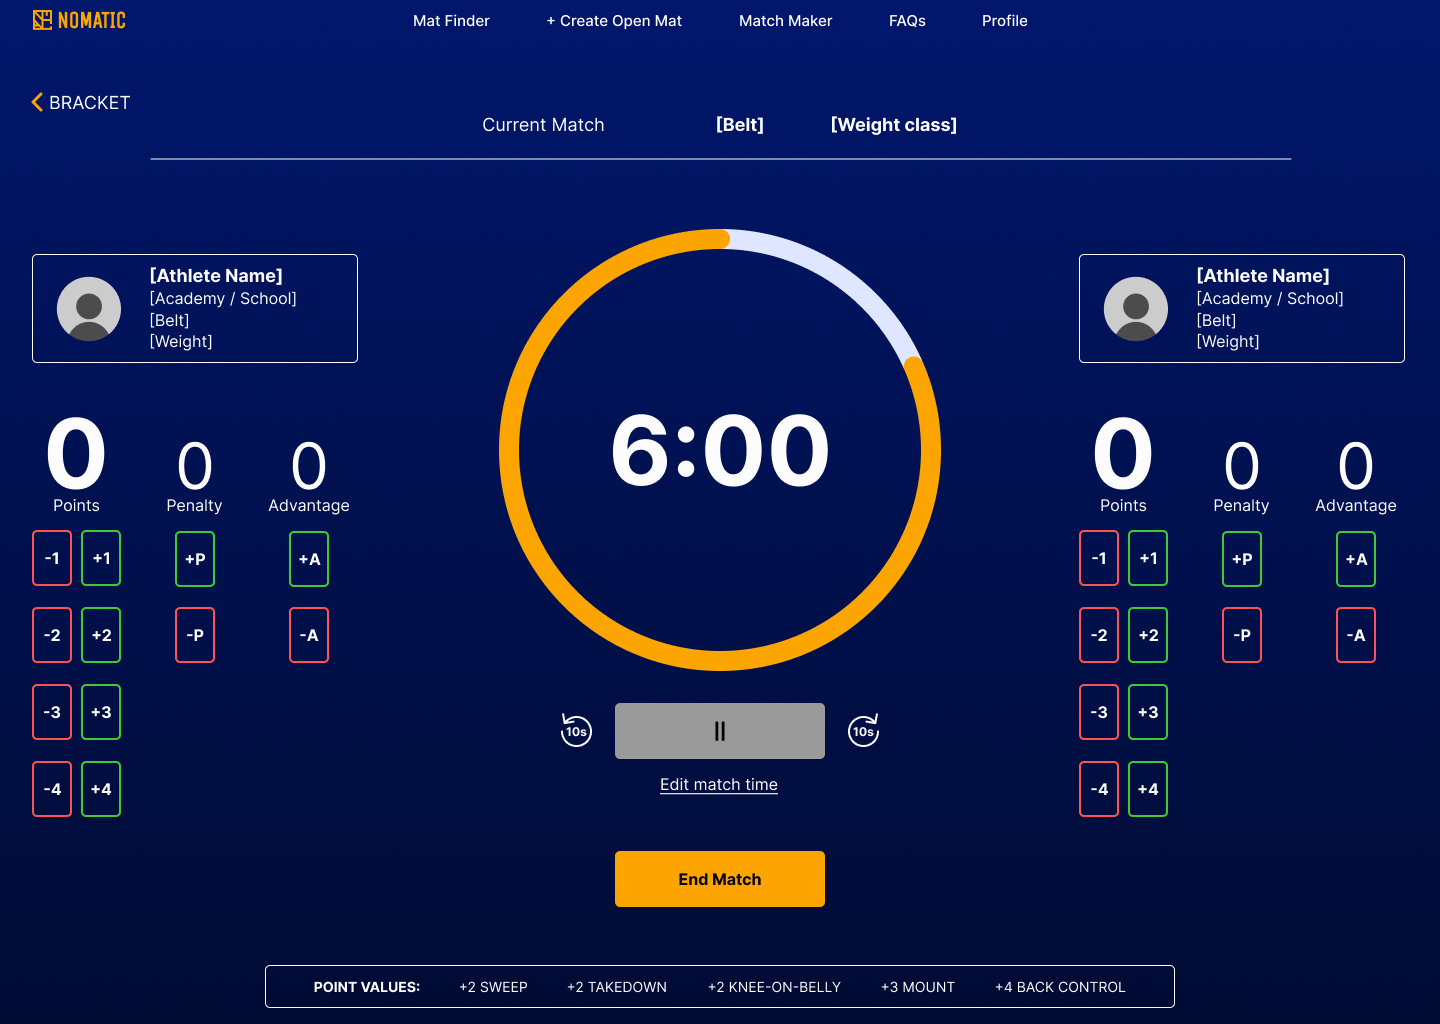 NOMATIC
Mat Finder
+ Create Open Mat
Match Maker
FAQs
Profile
BRACKET
Current Match
[Belt]
[Weight class]
[Athlete Name]
[Academy / School]
[Belt]
[Weight]
0
Points
0
Penalty
0
Advantage
-1
+1
+P
+A
-2
+2
-P
-A
-3
+3
-4
+4
6:00
10s
10s
Edit match time
End Match
[Athlete Name]
[Academy / School]
[Belt]
[Weight]
0
Points
0
Penalty
0
Advantage
-1
+1
+P
+A
-2
+2
-P
-A
-3
+3
-4
+4
POINT VALUES:
+2 SWEEP
+2 TAKEDOWN
+2 KNEE-ON-BELLY
+3 MOUNT
+4 BACK CONTROL